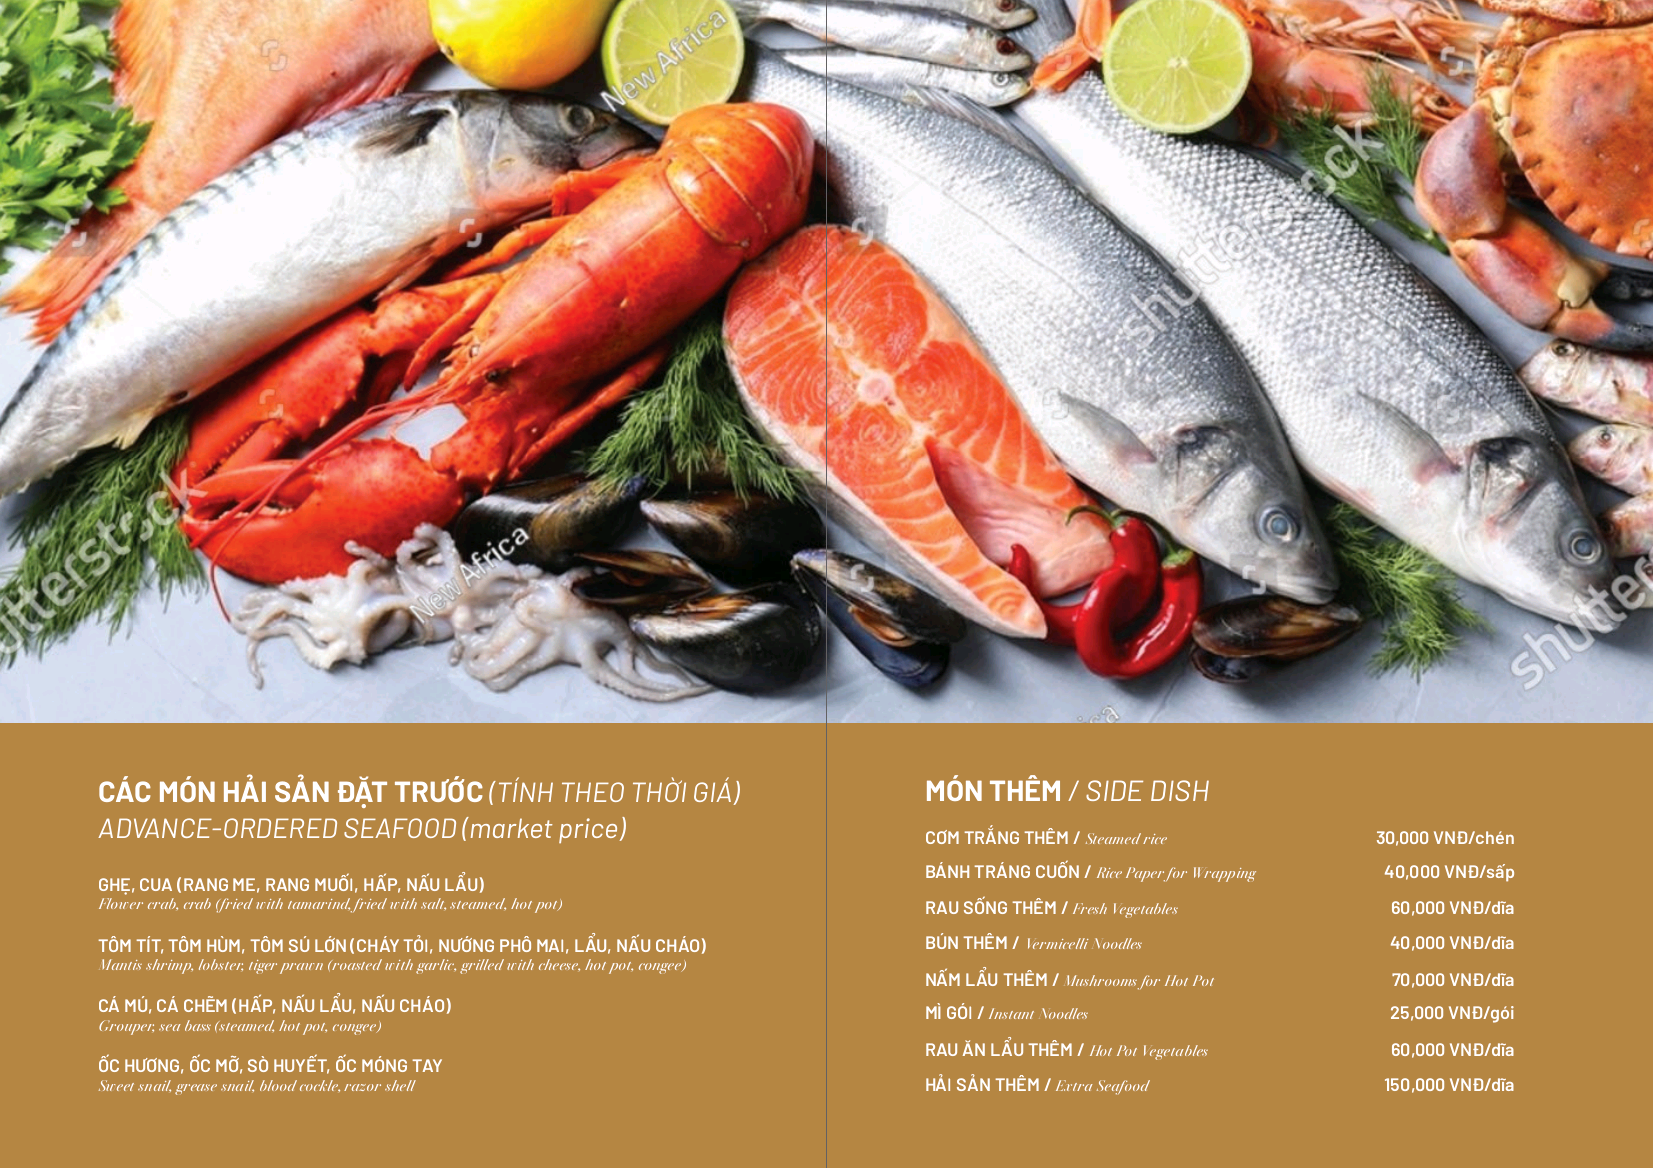 New Africa
shutterstock
shutterstock
New Africa
shutter
CÁC MÓN HẢI SẢN ĐẶT TRƯỚC (TÍNH THEO THỜI GIÁ)
ADVANCE-ORDERED SEAFOOD (market price)
GHẸ, CUA (RANG ME, RANG MUỐI, HẤP, NẤU LẨU)
Flower crab, crab (fried with tamarind, fried with salt, steamed, hot pot)
TÔM TÍT, TÔM HÙM, TÔM SÚ LỚN (CHÁY TỎI, NƯỚNG PHÔ MAI, LẨU, NẤU CHÁO)
Mantis shrimp, lobster, tiger prawn (roasted with garlic, grilled with cheese, hot pot, congee)
CÁ MÚ, CÁ CHẼM (HẤP, NẤU LẨU, NẤU CHÁO)
Grouper, sea bass (steamed, hot pot, congee)
ỐC HƯƠNG, ỐC MỠ, SÒ HUYẾT, ỐC MÓNG TAY
Sweet snail, grease snail, blood cockle, razor shell
MÓN THÊM / SIDE DISH
CƠM TRẮNG THÊM / Steamed rice 30,000 VNĐ/chén
BÁNH TRÁNG CUỐN / Rice Paper for Wrapping 40,000 VNĐ/sấp
RAU SỐNG THÊM / Fresh Vegetables 60,000 VNĐ/dĩa
BÚN THÊM / Vermicelli Noodles 40,000 VNĐ/dĩa
NẤM LẨU THÊM / Mushrooms for Hot Pot 70,000 VNĐ/dĩa
MÌ GÓI / Instant Noodles 25,000 VNĐ/gói
RAU ĂN LẨU THÊM / Hot Pot Vegetables 60,000 VNĐ/dĩa
HẢI SẢN THÊM / Extra Seafood 150,000 VNĐ/dĩa